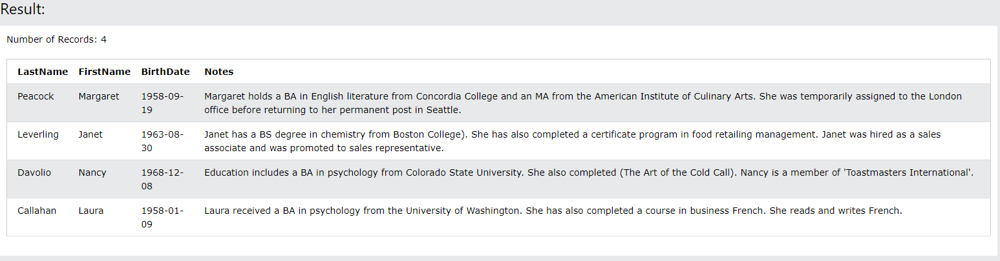 Result:
Number of Records: 4
LastName FirstName BirthDate Notes
Peacock Margaret 1958-09- Margaret holds a BA in English literature from Concordia College and an MA from the American Institute of Culinary Arts. She was temporarily assigned to the London
19 office before returning to her permanent post in Seattle.
Leverling Janet 1963-08- Janet has a BS degree in chemistry from Boston College). She has also completed a certificate program in food retailing management. Janet was hired as a sales
30 associate and was promoted to sales representative.
Davolio Nancy 1968-12- Education includes a BA in psychology from Colorado State University. She also completed (The Art of the Cold Call). Nancy is a member of 'Toastmasters International'.
08
Callahan Laura 1958-01- Laura received a BA in psychology from the University of Washington. She has also completed a course in business French. She reads and writes French.
09